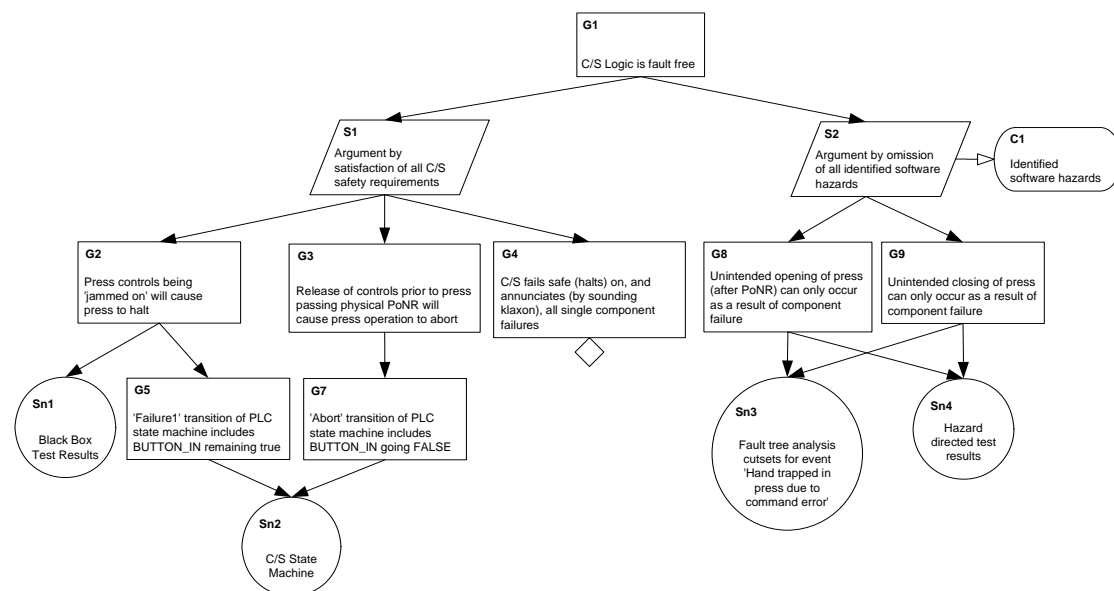 G1
C/S Logic is fault free
S1
Argument by
satisfaction of all C/S
safety requirements
S2
Argument by omission
of all identified software
hazards
C1
Identified
software hazards
G2
Press controls being
'jammed on' will cause
press to halt
G3
Release of controls prior to press
passing physical PoNR will
cause press operation to abort
G4
C/S fails safe (halts) on, and
annunciates (by sounding
klaxon), all single component
failures
G8
Unintended opening of press
(after PoNR) can only occur
as a result of component
failure
G9
Unintended closing of press
can only occur as a result of
component failure
Sn1
Black Box
Test Results
G5
'Failure1' transition of PLC
state machine includes
BUTTON_IN remaining true
G7
'Abort' transition of PLC
state machine includes
BUTTON_IN going FALSE
Sn3
Fault tree analysis
cutsets for event
'Hand trapped in
press due to
command error'
Sn4
Hazard
directed test
results
Sn2
C/S State
Machine